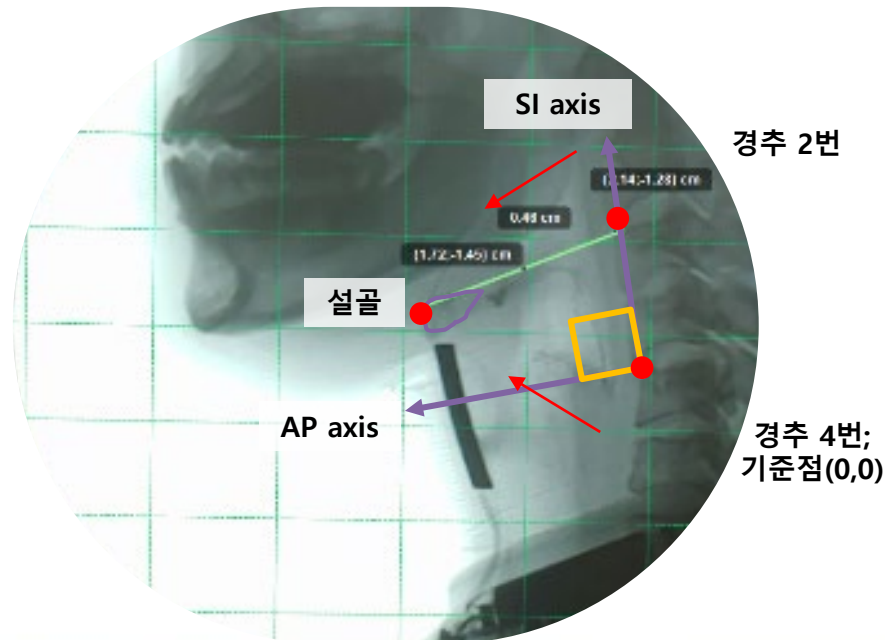 SI axis
경추 2번
0.48 cm
(1.72;-1.45) cm
설골
AP axis
경추 4번;
기준점(0,0)